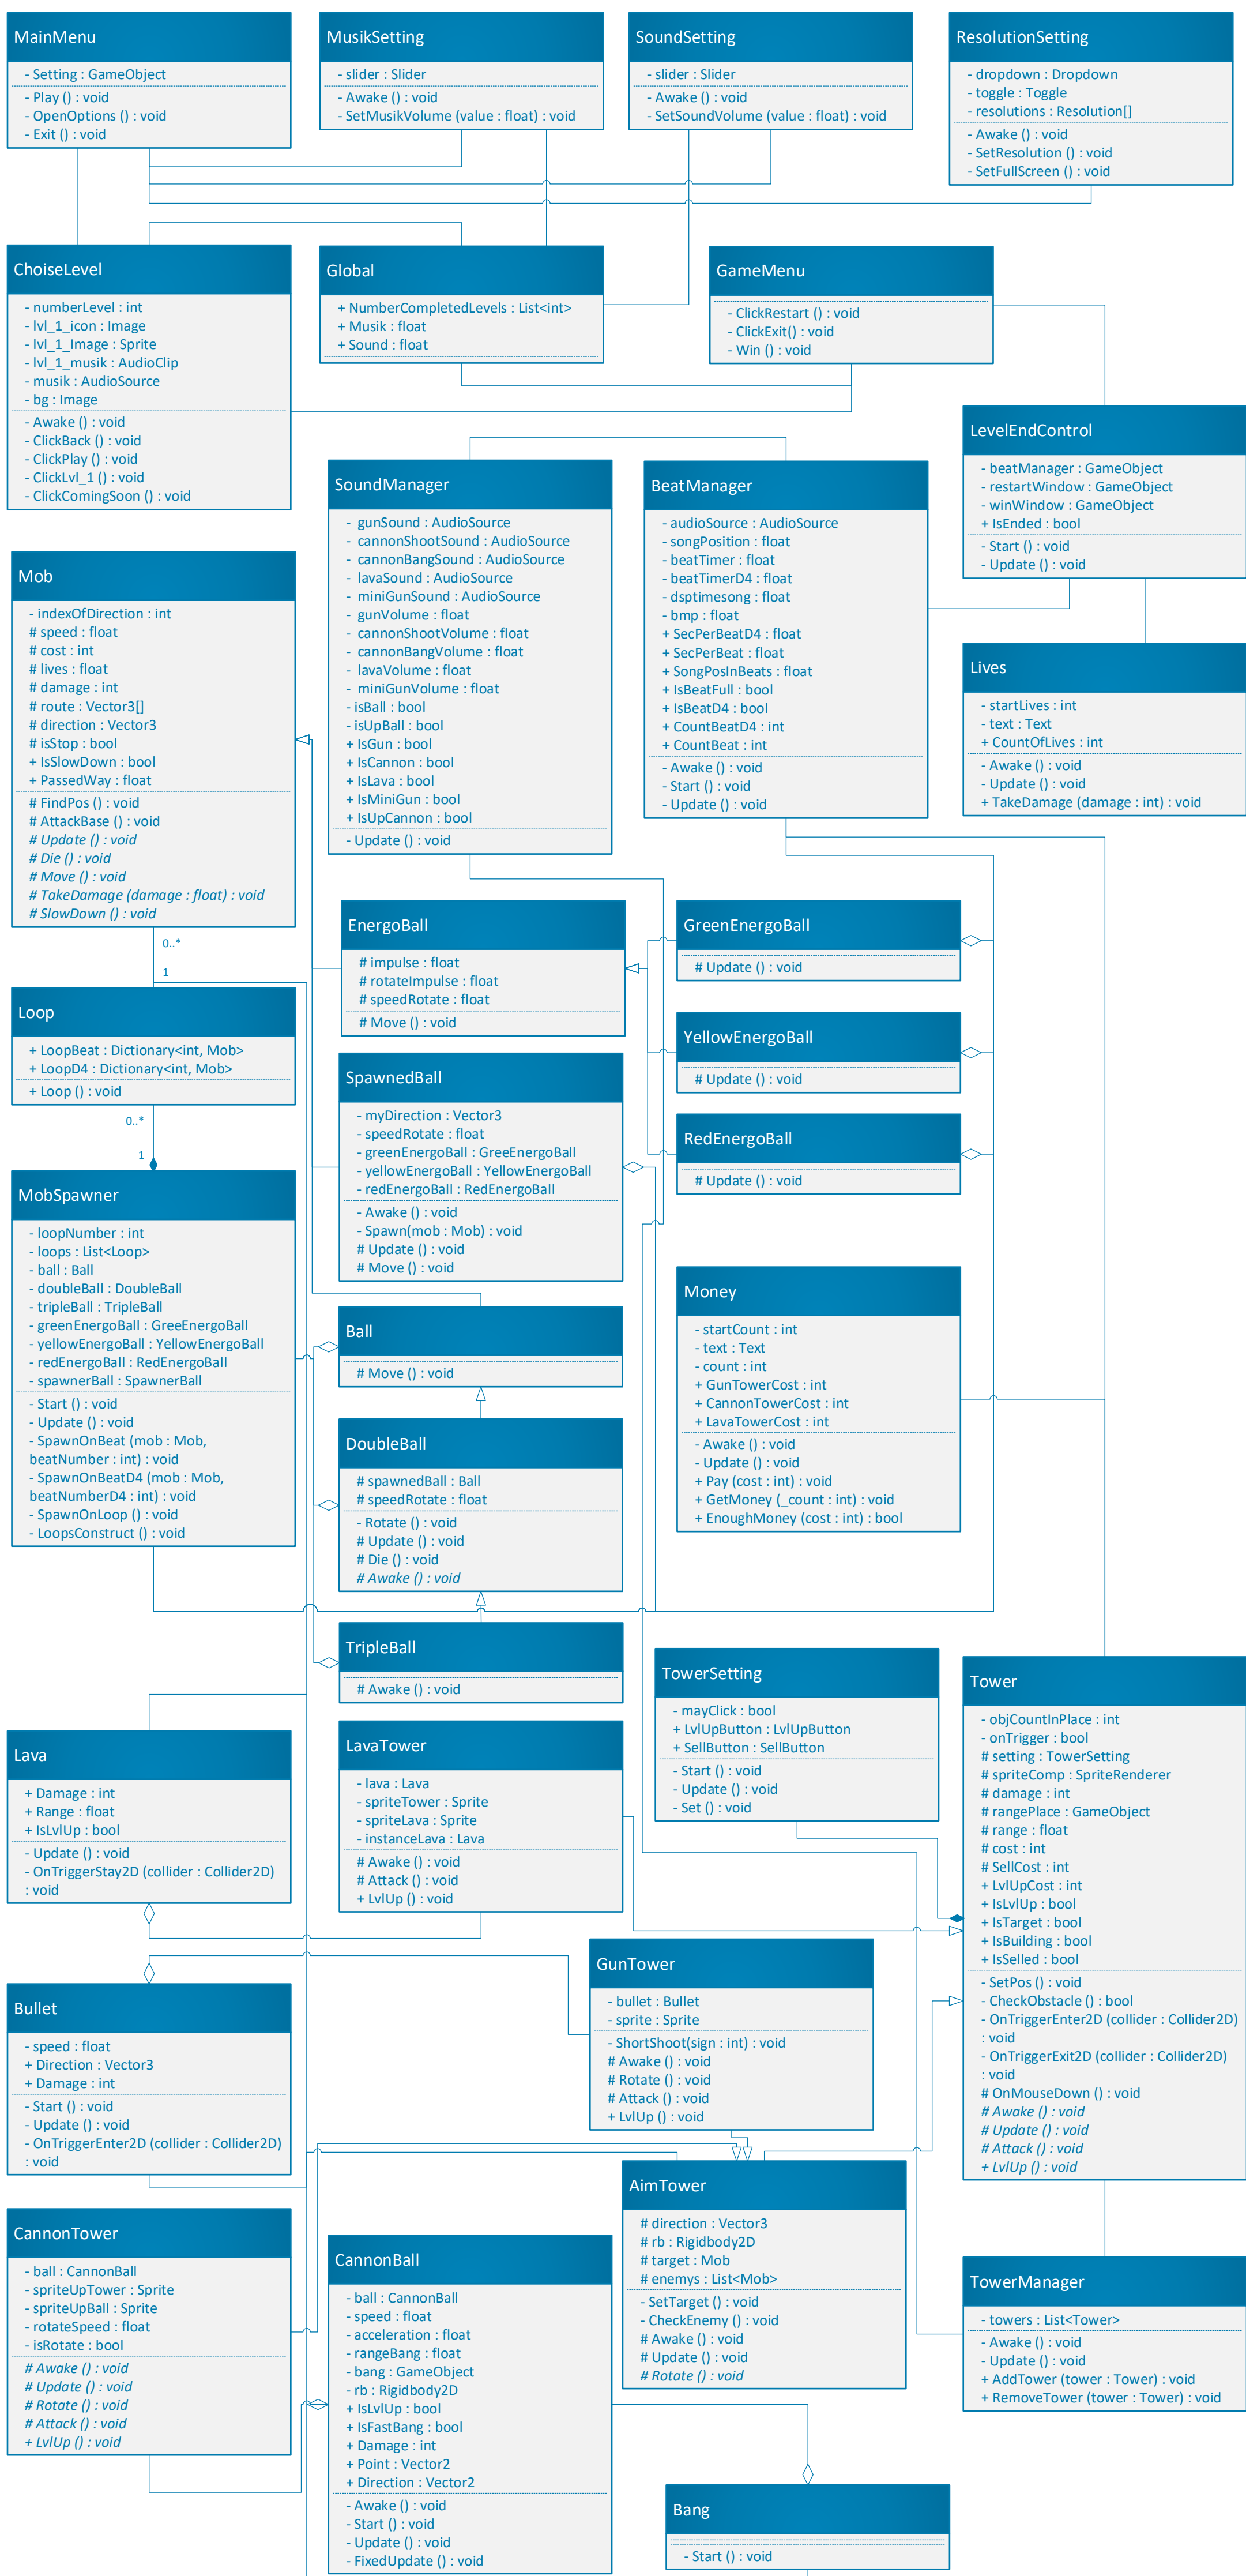 MainMenu
- Setting : GameObject
- Play () : void
- OpenOptions () : void
- Exit () : void
MusikSetting
- slider : Slider
- Awake () : void
- SetMusikVolume (value : float) : void
SoundSetting
- slider : Slider
- Awake () : void
- SetSoundVolume (value : float) : void
ResolutionSetting
- dropdown : Dropdown
- toggle : Toggle
- resolutions : Resolution[]
- Awake () : void
- SetResolution () : void
- SetFullScreen () : void
ChoiseLevel
- numberLevel : int
- lvl_1_icon : Image
- lvl_1_Image : Sprite
- lvl_1_musik : AudioClip
- musik : AudioSource
- bg : Image
- Awake () : void
- ClickBack () : void
- ClickPlay () : void
- ClickLvl_1 () : void
- ClickComingSoon () : void
Global
+ NumberCompletedLevels : List<int>
+ Musik : float
+ Sound : float
GameMenu
- ClickRestart () : void
- ClickExit() : void
- Win () : void
LevelEndControl
- beatManager : GameObject
- restartWindow : GameObject
- winWindow : GameObject
+ IsEnded : bool
- Start () : void
- Update () : void
SoundManager
- gunSound : AudioSource
- cannonShootSound : AudioSource
- cannonBangSound : AudioSource
- lavaSound : AudioSource
- miniGunSound : AudioSource
- gunVolume : float
- cannonShootVolume : float
- cannonBangVolume : float
- lavaVolume : float
- miniGunVolume : float
- isBall : bool
- isUpBall : bool
+ IsGun : bool
+ IsCannon : bool
+ IsLava : bool
+ IsMiniGun : bool
+ IsUpCannon : bool
- Update () : void
BeatManager
- audioSource : AudioSource
- songPosition : float
- beatTimer : float
- beatTimerD4 : float
- dsptimesong : float
- bmp : float
+ SecPerBeatD4 : float
+ SecPerBeat : float
+ SongPosInBeats : float
+ IsBeatFull : bool
+ IsBeatD4 : bool
+ CountBeatD4 : int
+ CountBeat : int
- Awake () : void
- Start () : void
- Update () : void
Mob
- indexOfDirection : int
# speed : float
# cost : int
# lives : float
# damage : int
# route : Vector3[]
# direction : Vector3
# isStop : bool
+ IsSlowDown : bool
+ PassedWay : float
# FindPos () : void
# AttackBase () : void
# Update () : void
# Die () : void
# Move () : void
# TakeDamage (damage : float) : void
# SlowDown () : void
Lives
- startLives : int
- text : Text
+ CountOfLives : int
- Awake () : void
- Update () : void
+ TakeDamage (damage : int) : void
0..*
1
EnergoBall
# impulse : float
# rotateImpulse : float
# speedRotate : float
# Move () : void
GreenEnergoBall
# Update () : void
Loop
+ LoopBeat : Dictionary<int, Mob>
+ LoopD4 : Dictionary<int, Mob>
+ Loop () : void
YellowEnergoBall
# Update () : void
SpawnedBall
- myDirection : Vector3
- speedRotate : float
- greenEnergoBall : GreeEnergoBall
- yellowEnergoBall : YellowEnergoBall
- redEnergoBall : RedEnergoBall
- Awake () : void
- Spawn(mob : Mob) : void
# Update () : void
# Move () : void
RedEnergoBall
# Update () : void
0..*
1
MobSpawner
- loopNumber : int
- loops : List<Loop>
- ball : Ball
- doubleBall : DoubleBall
- tripleBall : TripleBall
- greenEnergoBall : GreeEnergoBall
- yellowEnergoBall : YellowEnergoBall
- redEnergoBall : RedEnergoBall
- spawnerBall : SpawnerBall
- Start () : void
- Update () : void
- SpawnOnBeat (mob : Mob,
beatNumber : int) : void
- SpawnOnBeatD4 (mob : Mob,
beatNumberD4 : int) : void
- SpawnOnLoop () : void
- LoopsConstruct () : void
Money
- startCount : int
- text : Text
- count : int
+ GunTowerCost : int
+ CannonTowerCost : int
+ LavaTowerCost : int
- Awake () : void
- Update () : void
+ Pay (cost : int) : void
+ GetMoney (_count : int) : void
+ EnoughMoney (cost : int) : bool
Ball
# Move () : void
DoubleBall
# spawnedBall : Ball
# speedRotate : float
- Rotate () : void
# Update () : void
# Die () : void
# Awake () : void
TripleBall
# Awake () : void
TowerSetting
- mayClick : bool
+ LvlUpButton : LvlUpButton
+ SellButton : SellButton
- Start () : void
- Update () : void
- Set () : void
Tower
- objCountInPlace : int
- onTrigger : bool
# setting : TowerSetting
# spriteComp : SpriteRenderer
# damage : int
# rangePlace : GameObject
# range : float
# cost : int
# SellCost : int
+ LvlUpCost : int
+ IsLvlUp : bool
+ IsTarget : bool
+ IsBuilding : bool
+ IsSelled : bool
- SetPos () : void
- CheckObstacle () : bool
- OnTriggerEnter2D (collider : Collider2D)
: void
- OnTriggerExit2D (collider : Collider2D)
: void
# OnMouseDown () : void
# Awake () : void
# Update () : void
# Attack () : void
+ LvlUp () : void
Lava
+ Damage : int
+ Range : float
+ IsLvlUp : bool
- Update () : void
- OnTriggerStay2D (collider : Collider2D)
: void
LavaTower
- lava : Lava
- spriteTower : Sprite
- spriteLava : Sprite
- instanceLava : Lava
# Awake () : void
# Attack () : void
+ LvlUp () : void
GunTower
- bullet : Bullet
- sprite : Sprite
- ShortShoot(sign : int) : void
# Awake () : void
# Rotate () : void
# Attack () : void
+ LvlUp () : void
Bullet
- speed : float
+ Direction : Vector3
+ Damage : int
- Start () : void
- Update () : void
- OnTriggerEnter2D (collider : Collider2D)
: void
AimTower
# direction : Vector3
# rb : Rigidbody2D
# target : Mob
# enemys : List<Mob>
- SetTarget () : void
- CheckEnemy () : void
# Awake () : void
# Update () : void
# Rotate () : void
CannonTower
- ball : CannonBall
- spriteUpTower : Sprite
- spriteUpBall : Sprite
- rotateSpeed : float
- isRotate : bool
# Awake () : void
# Update () : void
# Rotate () : void
# Attack () : void
+ LvlUp () : void
CannonBall
- ball : CannonBall
- speed : float
- acceleration : float
- rangeBang : float
- bang : GameObject
- rb : Rigidbody2D
+ IsLvlUp : bool
+ IsFastBang : bool
+ Damage : int
+ Point : Vector2
+ Direction : Vector2
- Awake () : void
- Start () : void
- Update () : void
- FixedUpdate () : void
TowerManager
- towers : List<Tower>
- Awake () : void
- Update () : void
+ AddTower (tower : Tower) : void
+ RemoveTower (tower : Tower) : void
Bang
- Start () : void